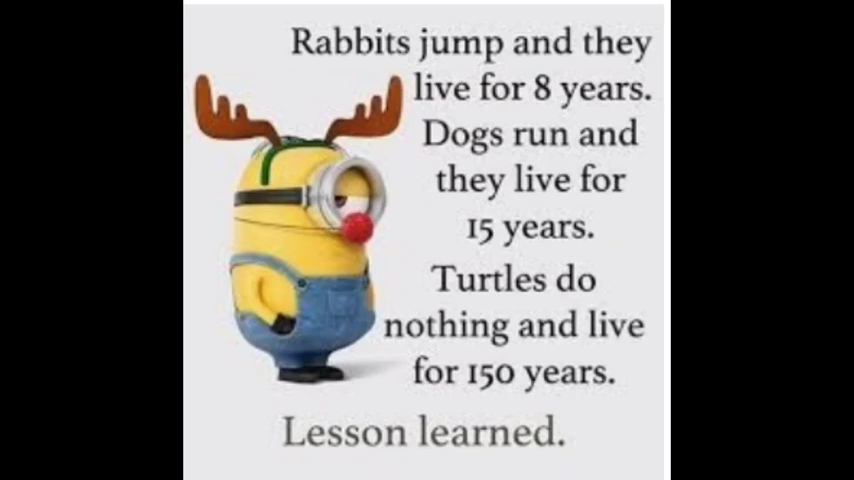 Rabbits jump and they
live for 8 years.
Dogs run and
they live for
15 years.
Turtles do
nothing and live
for 150 years.
Lesson learned.